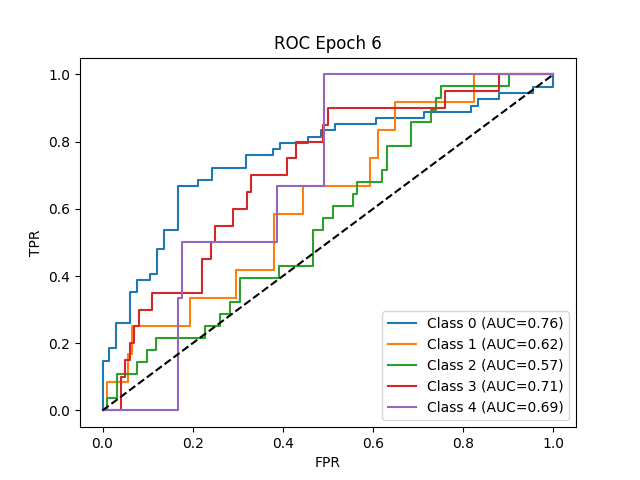 ROC Epoch 6
TPR
1.0
0.8
0.6
0.4
0.2
0.0
Class 0 (AUC=0.76)
Class 1 (AUC=0.62)
Class 2 (AUC=0.57)
Class 3 (AUC=0.71)
Class 4 (AUC=0.69)
0.0 0.2 0.4 0.6 0.8 1.0
FPR